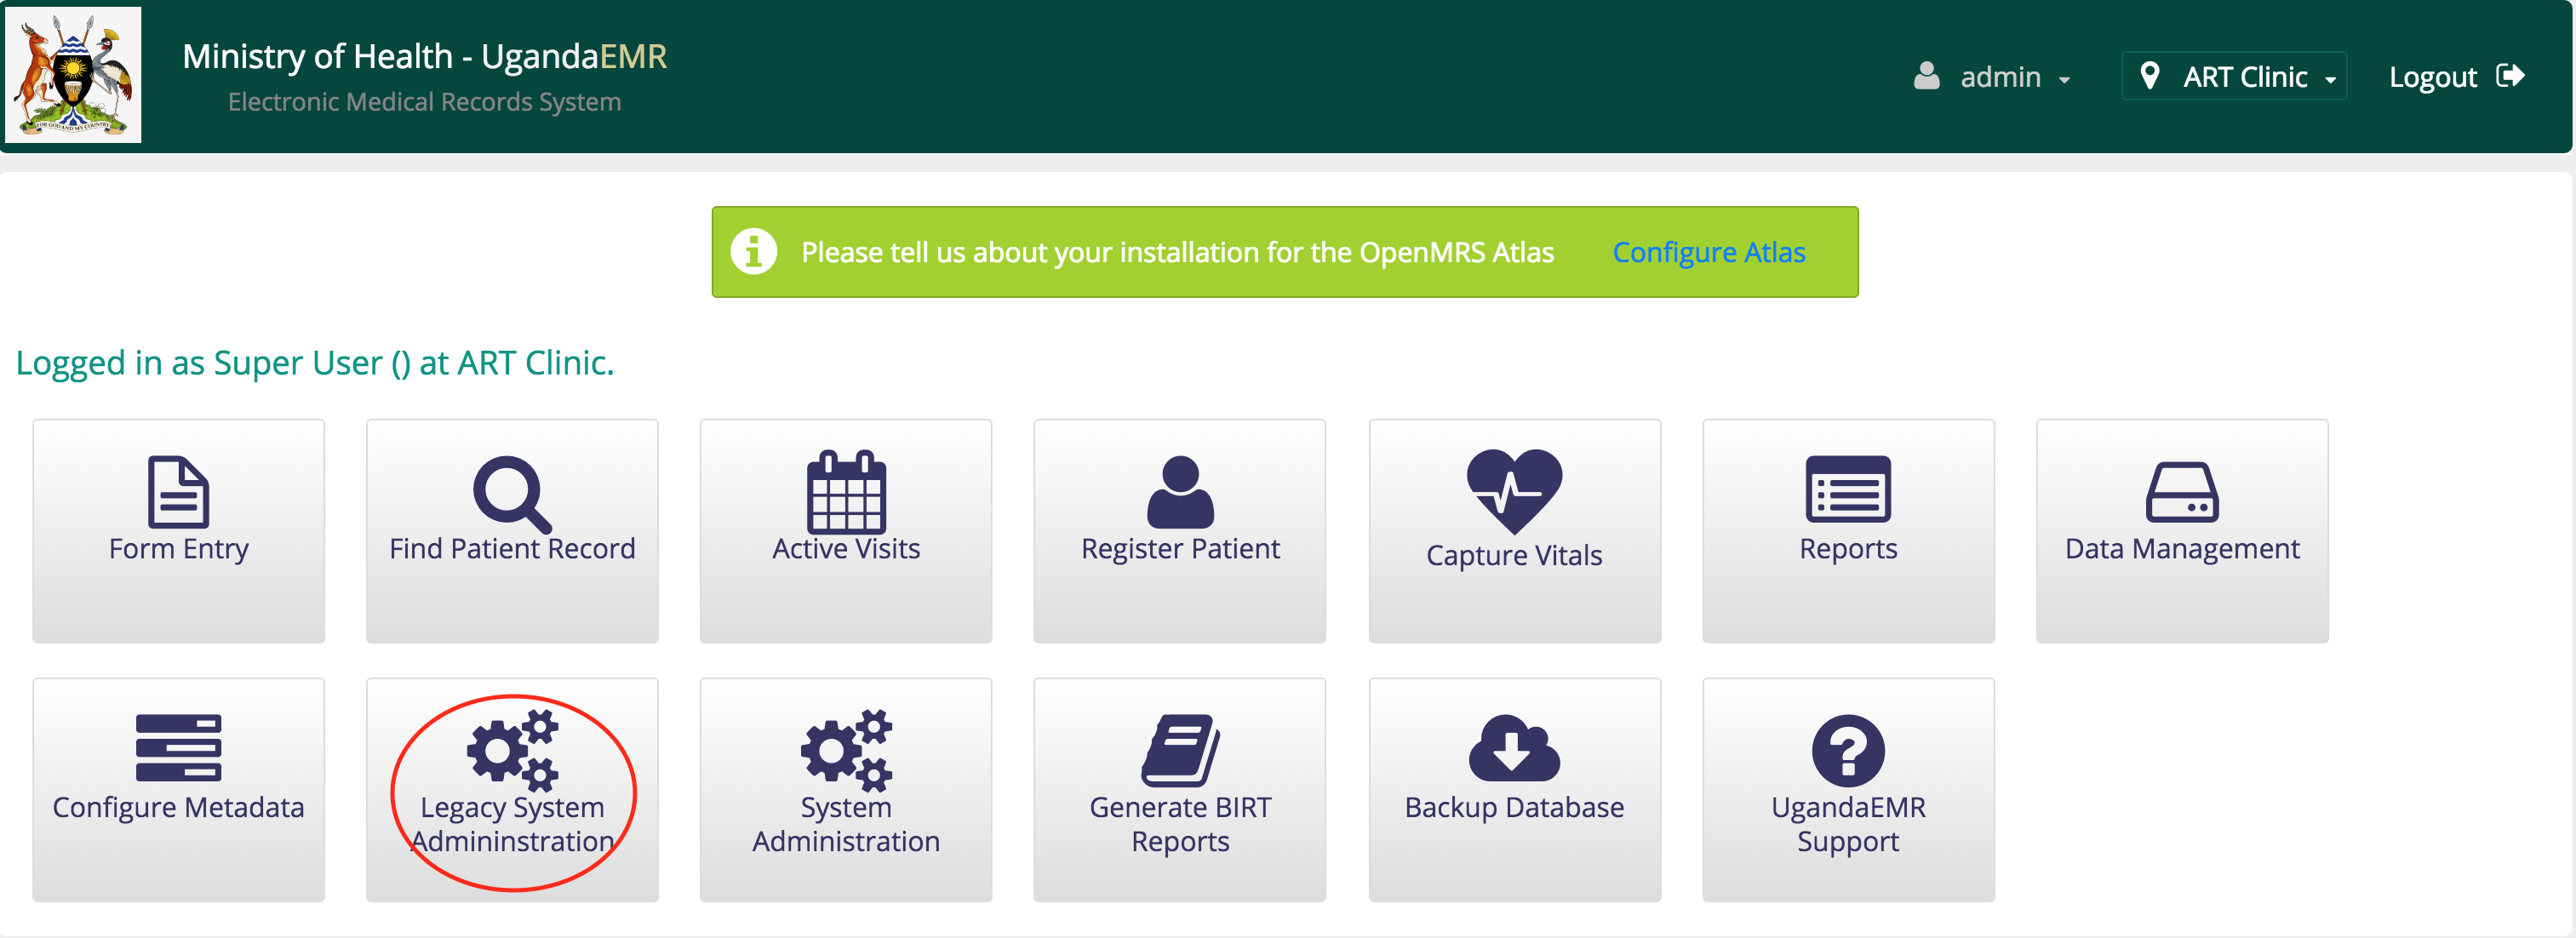 Ministry of Health - UgandaEMR
Electronic Medical Records System
FOR GOD AND MY COUNTRY
admin
ART Clinic
Logout
Please tell us about your installation for the OpenMRS Atlas Configure Atlas
Logged in as Super User () at ART Clinic.
Form Entry
Find Patient Record
Active Visits
Register Patient
Capture Vitals
Reports
Data Management
Configure Metadata
Legacy System
Admininstration
System
Administration
Generate BIRT
Reports
Backup Database
UgandaEMR
Support